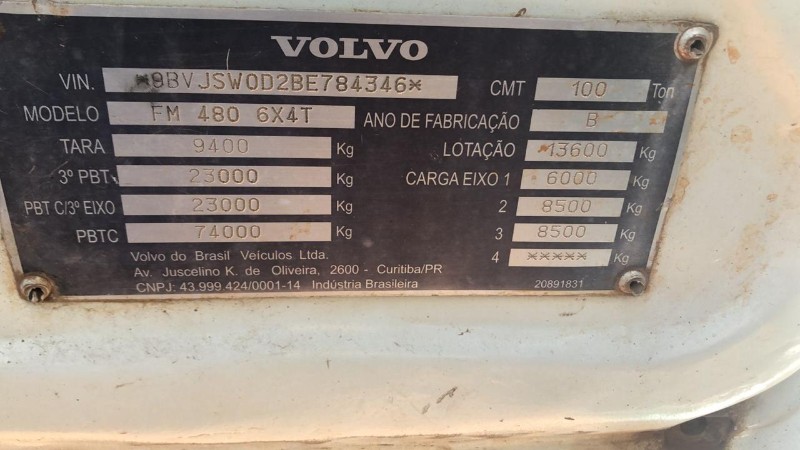 VOLVO
VIN. *9BVJSW0D2BE784346* CMT 100 Ton
MODELO FM 480 6X4T ANO DE FABRICAÇÃO B
TARA 9400 Kg LOTAÇÃO 13600 Kg
3º PBT 23000 Kg CARGA EIXO 1 6000 Kg
PBT C/3º EIXO 23000 Kg 2 8500 Kg
PBTC 74000 Kg 3 8500 Kg
4 ***** Kg
Volvo do Brasil Veículos Ltda.
Av. Juscelino K. de Oliveira, 2600 - Curitiba/PR
CNPJ: 43.999 424/0001-14 Indústria Brasileira
20891831